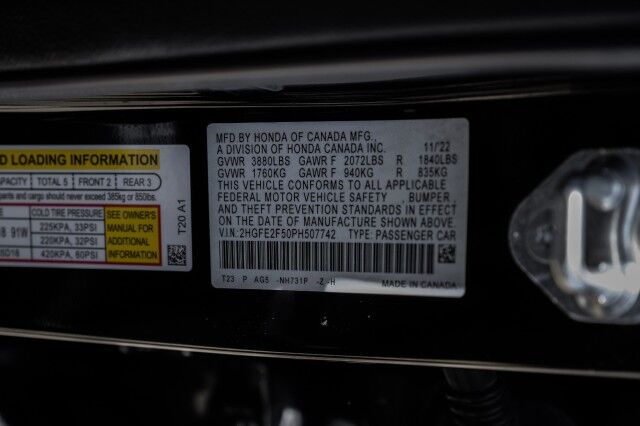 D LOADING INFORMATION
APACITY TOTAL 5 FRONT 2 REAR 3
pants and cargo should never exceed 385kg or 850lbs.
COLD TIRE PRESSURE
225KPA, 33PSI
8 91W 220KPA, 32PSI
420KPA, 60PSI
SEE OWNER'S
MANUAL FOR
ADDITIONAL
INFORMATION
T20 A1
MFD BY HONDA OF CANADA MFG., 11/22
A DIVISION OF HONDA CANADA INC.
GVWR 3880LBS GAWR F 2072LBS R 1840LBS
GVWR 1760KG GAWR F 940KG R 835KG
THIS VEHICLE CONFORMS TO ALL APPLICABLE
FEDERAL MOTOR VEHICLE SAFETY , BUMPER ,
AND THEFT PREVENTION STANDARDS IN EFFECT
ON THE DATE OF MANUFACTURE SHOWN ABOVE.
V.I.N: 2HGFE2F50PH507742 TYPE: PASSENGER CAR
T23 P AG5 -NH731P -Z -H MADE IN CANADA